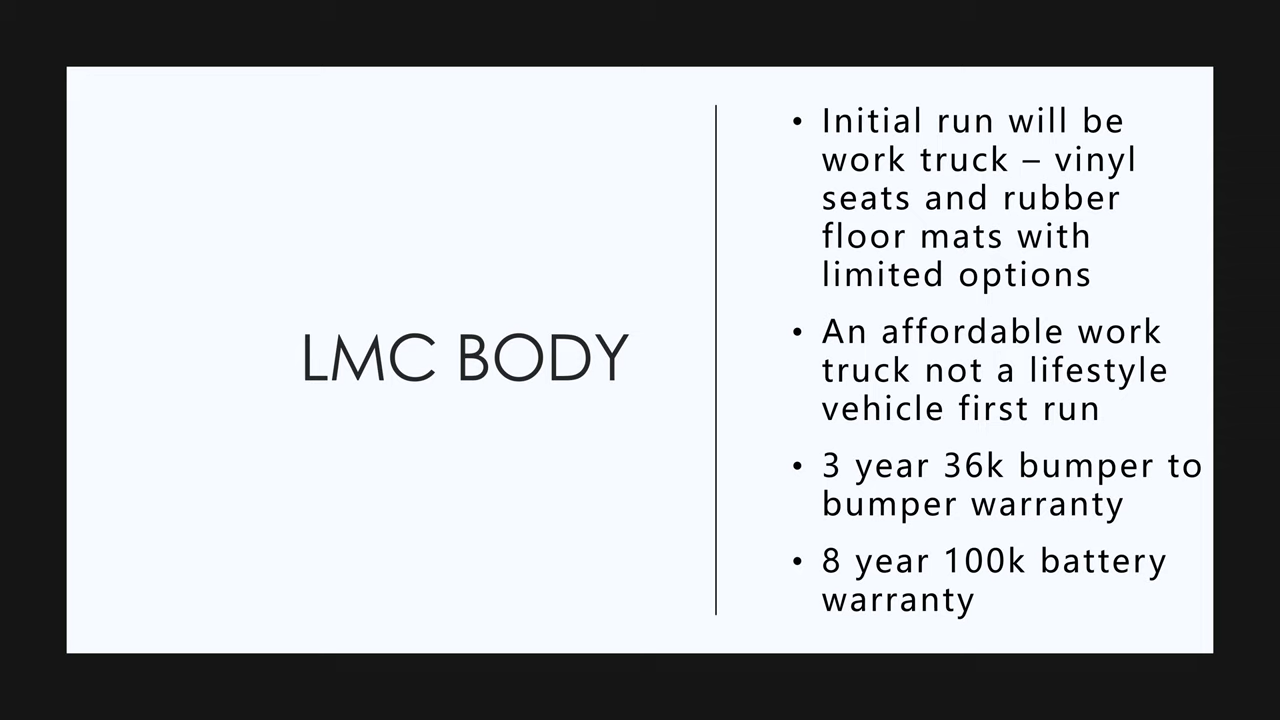 LMC BODY
• Initial run will be
work truck – vinyl
seats and rubber
floor mats with
limited options
• An affordable work
truck not a lifestyle
vehicle first run
• 3 year 36k bumper to
bumper warranty
• 8 year 100k battery
warranty